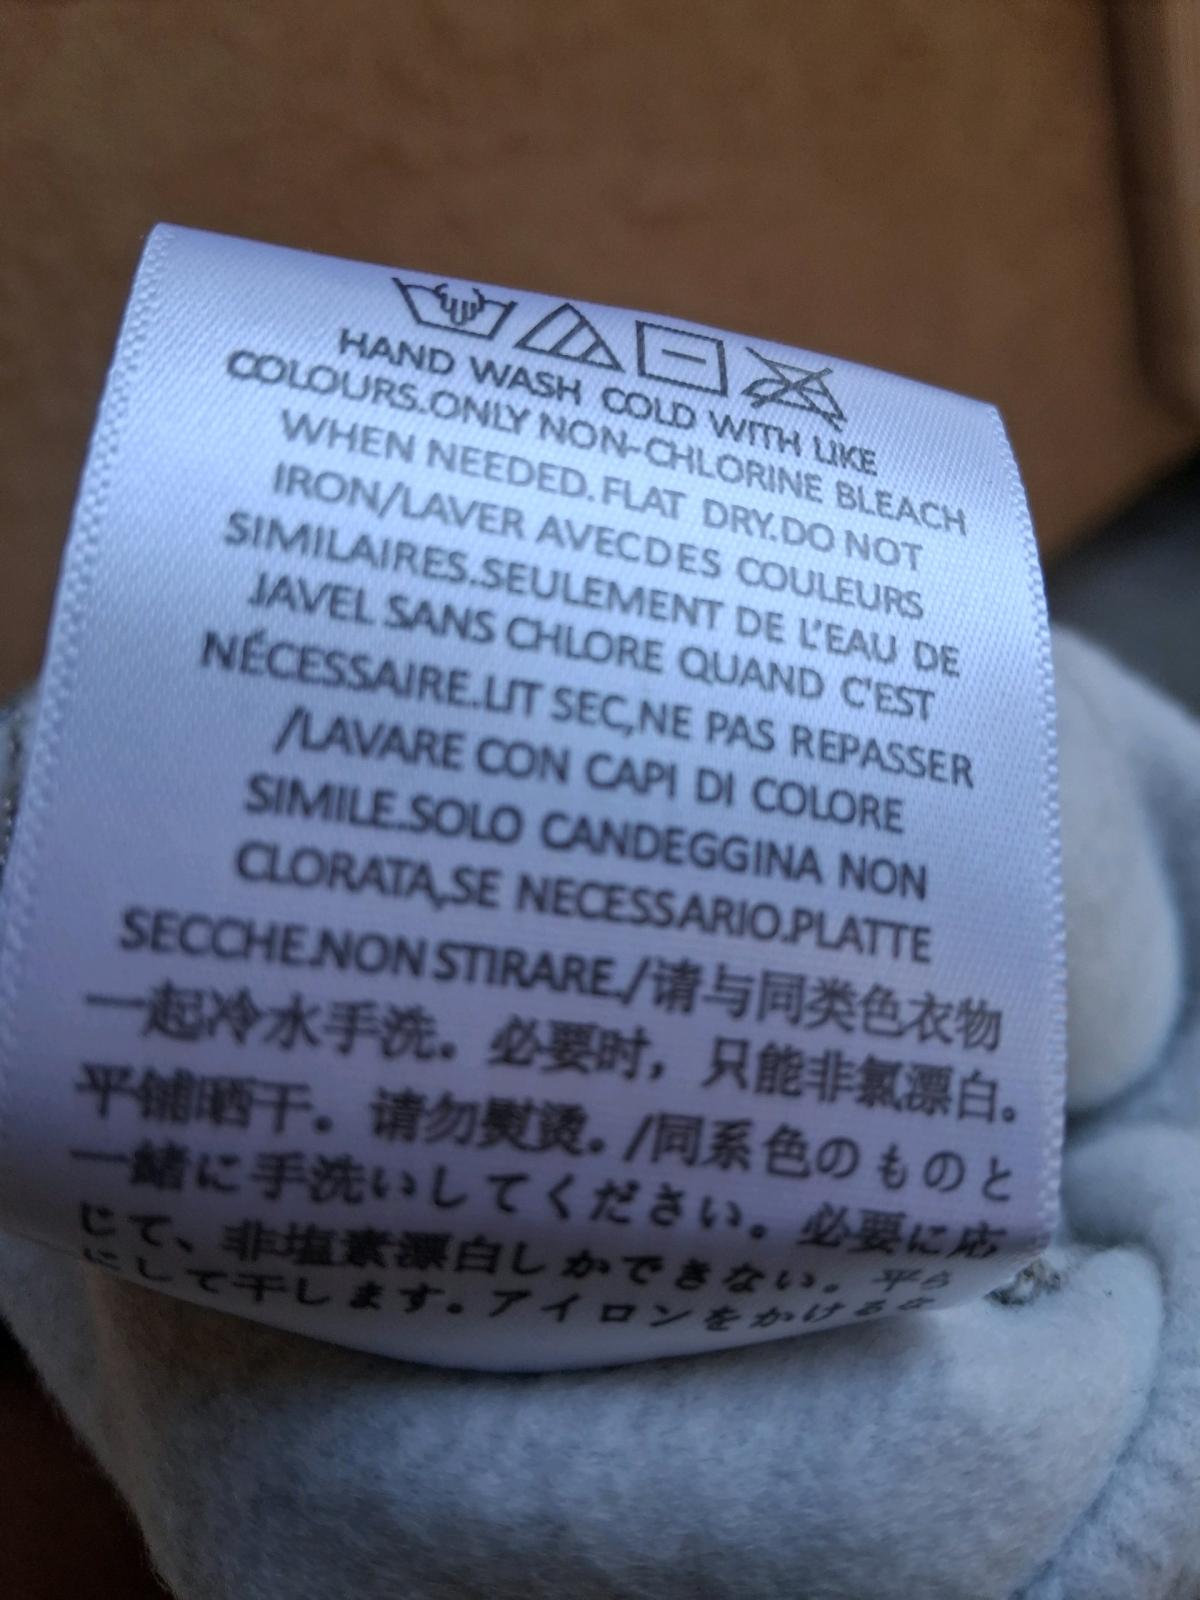 HAND WASH COLD WITH LIKE
COLOURS.ONLY NON-CHLORINE BLEACH
WHEN NEEDED.FLAT DRY.DO NOT
IRON/LAVER AVECDES COULEURS
SIMILAIRES.SEULEMENT DE L'EAU DE
JAVEL SANS CHLORE QUAND C'EST
NÉCESSAIRE.LIT SEC,NE PAS REPASSER
/LAVARE CON CAPI DI COLORE
SIMILE.SOLO CANDEGGINA NON
CLORATA,SE NECESSARIO.PLATTE
SECCHE.NON STIRARE./请与同类色衣物
一起冷水手洗。必要时，只能非氯漂白。
平铺晒干。请勿熨烫。/同系色のものと
一緒に手洗いしてください。必要に応
じて、非塩素漂白しかできない。平ら
にして干します。アイロンをかける